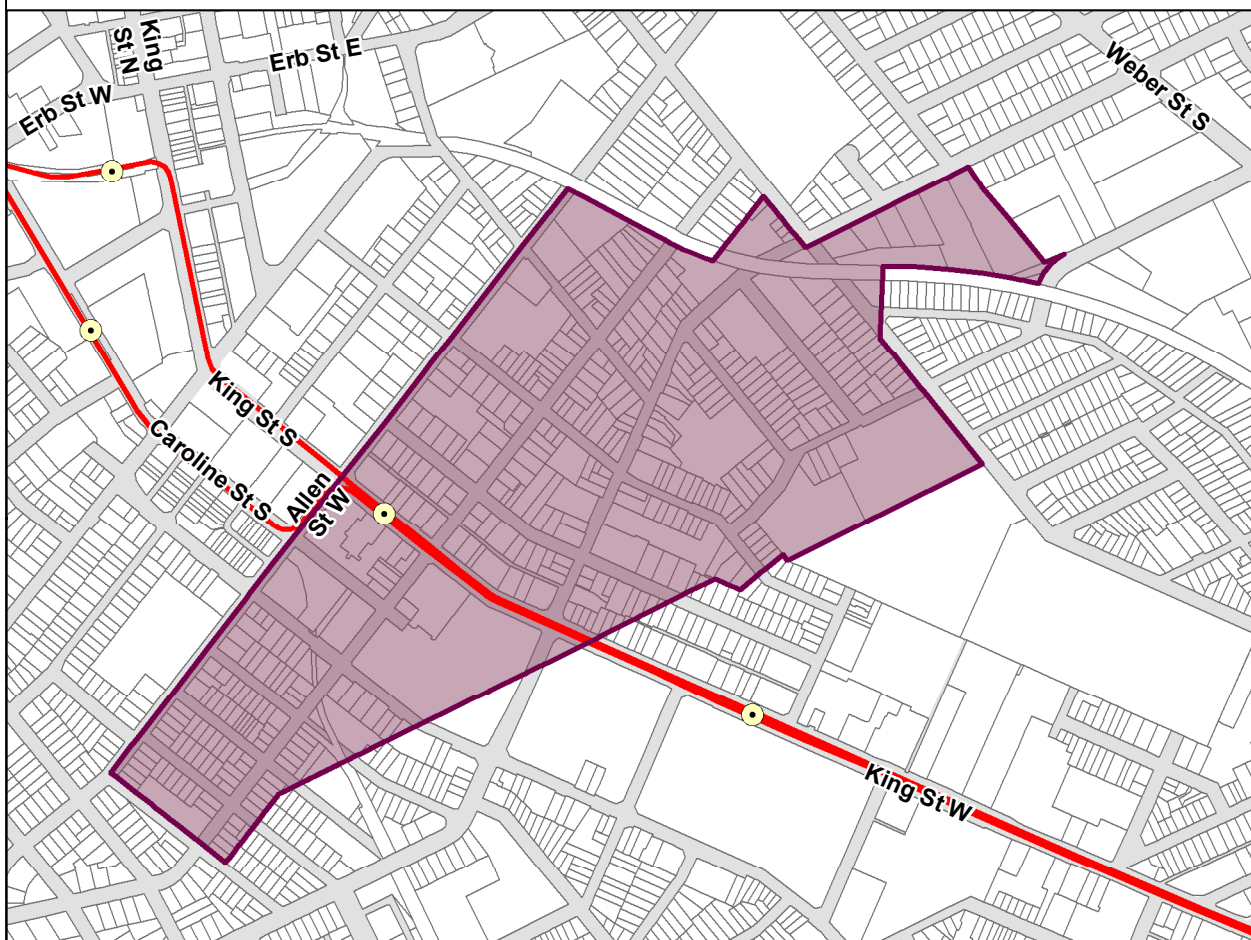 King
St N
Erb St E
Erb St W
Weber St S
King St S
Caroline St S
Allen
St W
King St W